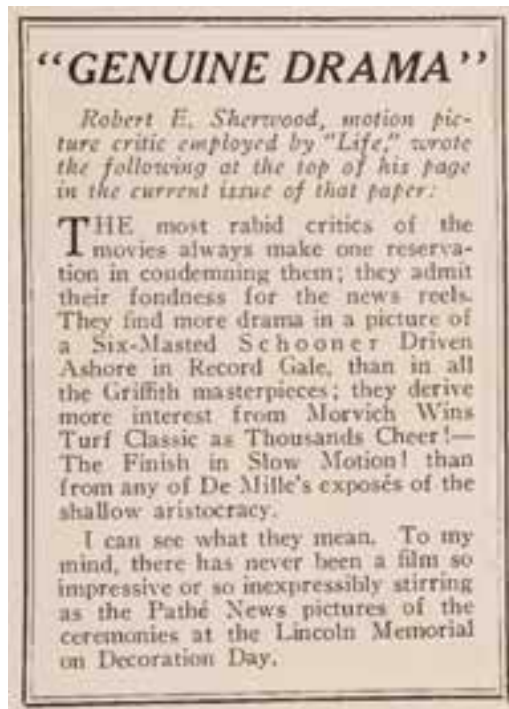 “GENUINE DRAMA”
Robert E. Sherwood, motion pic-
ture critic employed by "Life," wrote
the following at the top of his page
in the current issue of that paper:
THE most rabid critics of the
movies always make one reserva-
tion in condemning them; they admit
their fondness for the news reels.
They find more drama in a picture of
a Six-Masted Schooner Driven
Ashore in Record Gale, than in all
the Griffith masterpieces; they derive
more interest from Morvich Wins
Turf Classic as Thousands Cheer!—
The Finish in Slow Motion! than
from any of De Mille's exposés of the
shallow aristocracy.
I can see what they mean. To my
mind, there has never been a film so
impressive or so inexpressibly stirring
as the Pathé News pictures of the
ceremonies at the Lincoln Memorial
on Decoration Day.